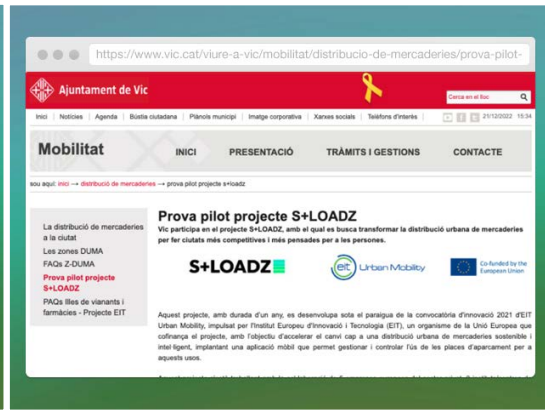 https://www.vic.cat/viure-a-vic/mobilitat/distribucio-de-mercaderies/prova-pilot-
Ajuntament de Vic
Cerca en el lloc
Inici | Notícies | Agenda | Bústia ciutadana | Plànols municipi | Imatge corporativa | Xarxes socials | Telèfons d'interès | 21/12/2022 15:34
Mobilitat INICI PRESENTACIÓ TRÀMITS I GESTIONS CONTACTE
sou aquí: inici → distribució de mercaderies → prova pilot projecte s+loadz
La distribució de mercaderies
a la ciutat
Les zones DUMA
FAQs Z-DUMA
Prova pilot projecte
S+LOADZ
PAQs Illes de vianants i
farmàcies - Projecte EIT
Prova pilot projecte S+LOADZ
Vic participa en el projecte S+LOADZ, amb el qual es busca transformar la distribució urbana de mercaderies
per fer ciutats més competitives i més pensades per a les persones.
S+LOADZ
eit Urban Mobility
Co-funded by the
European Union
Aquest projecte, amb durada d'un any, es desenvolupa sota el paraigua de la convocatòria d'innovació 2021 d'EIT
Urban Mobility, impulsat per l'Institut Europeu d'Innovació i Tecnologia (EIT), un organisme de la Unió Europea que
cofinança el projecte, amb l'objectiu d'accelerar el canvi cap a una distribució urbana de mercaderies sostenible i
intel·ligent, implantant una aplicació mòbil que permet gestionar i controlar l'ús de les places d'aparcament per a
aquests usos.